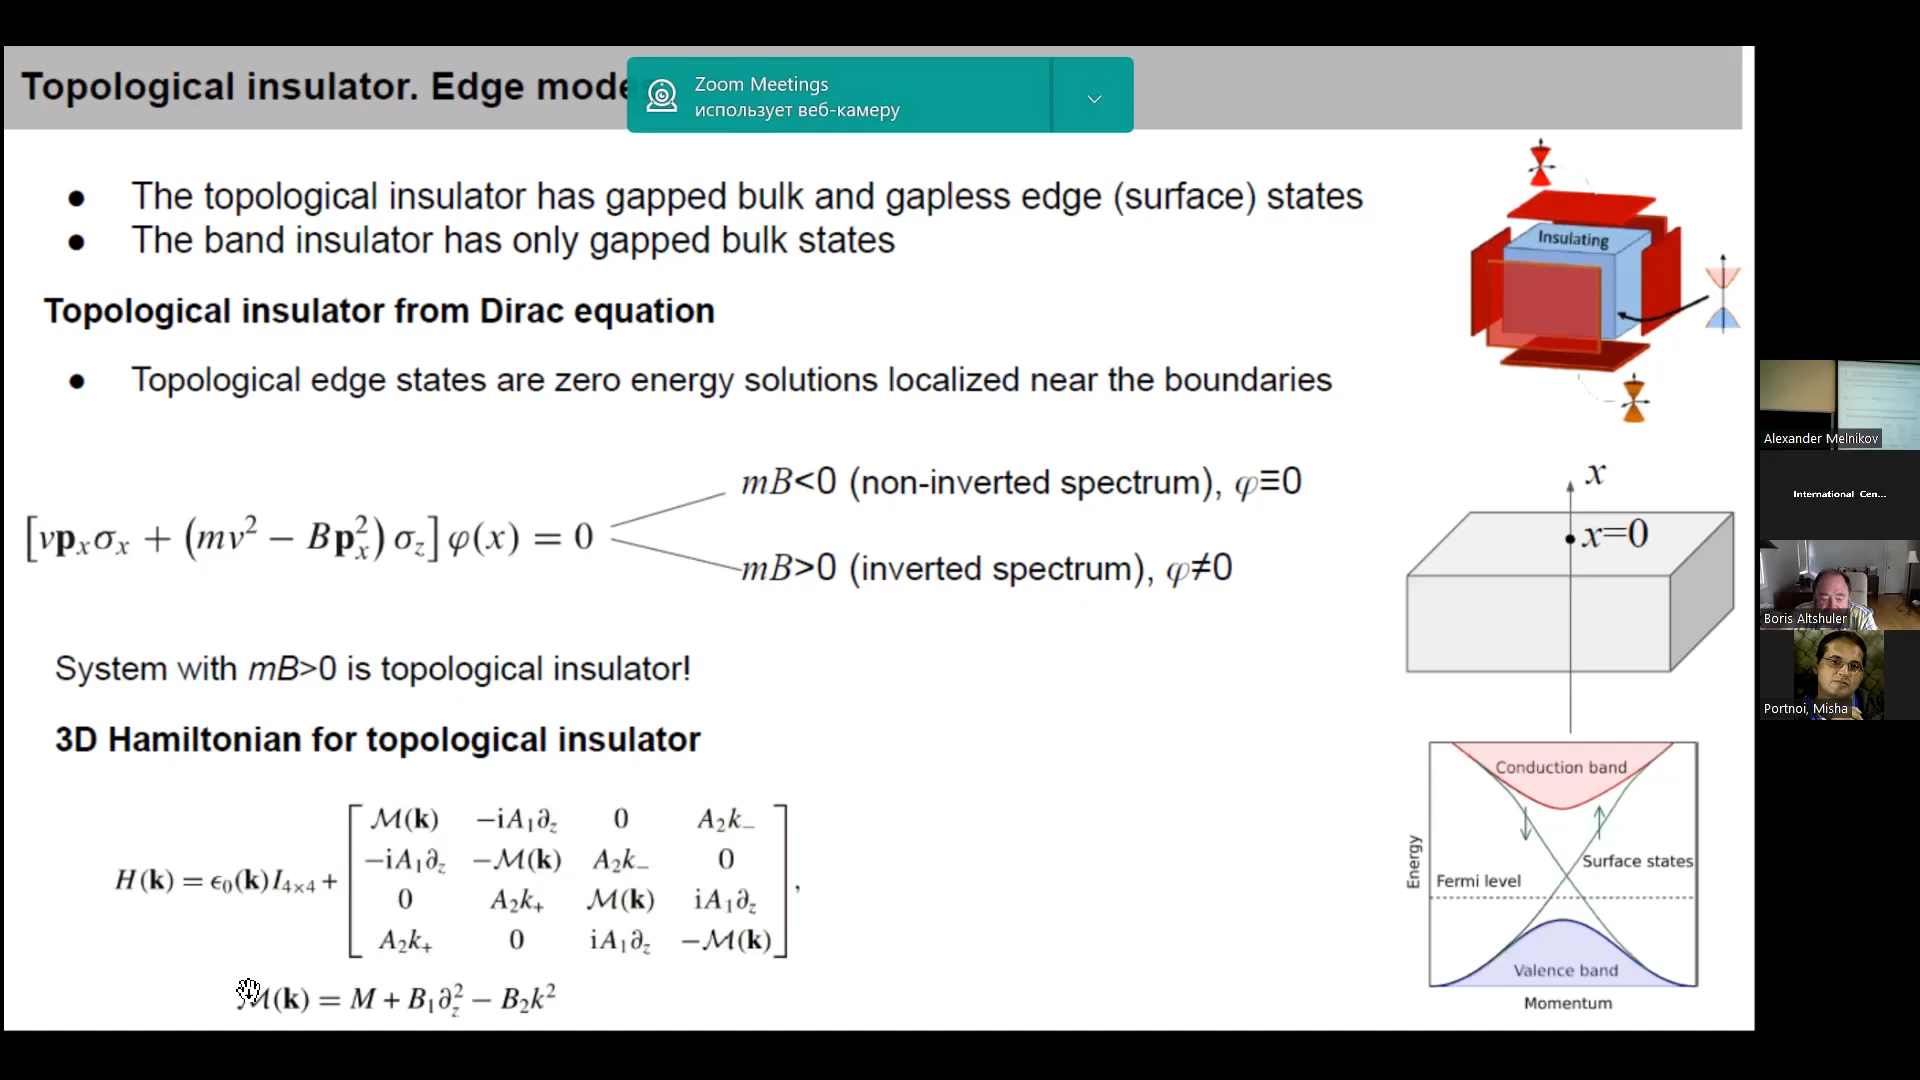 Topological insulator. Edge mode
Zoom Meetings
использует веб-камеру
● The topological insulator has gapped bulk and gapless edge (surface) states
● The band insulator has only gapped bulk states
Insulating
Topological insulator from Dirac equation
● Topological edge states are zero energy solutions localized near the boundaries
[v𝐩ₓσₓ + (mv² − B𝐩ₓ²) σ_z] φ(x) = 0
mB<0 (non-inverted spectrum), φ≡0
mB>0 (inverted spectrum), φ≠0
x
x=0
System with mB>0 is topological insulator!
3D Hamiltonian for topological insulator
H(𝐤) = ϵ₀(𝐤)I₄ₓ₄ +
ℳ(𝐤) −iA₁∂_z 0 A₂k₋
−iA₁∂_z −ℳ(𝐤) A₂k₋ 0
0 A₂k₊ ℳ(𝐤) iA₁∂_z
A₂k₊ 0 iA₁∂_z −ℳ(𝐤) ,
ℳ(𝐤) = M + B₁∂_z² − B₂k²
Conduction band
Surface states
Fermi level
Valence band
Energy
Momentum
Alexander Melnikov
International Cen...
Boris Altshuler
Portnoi, Misha